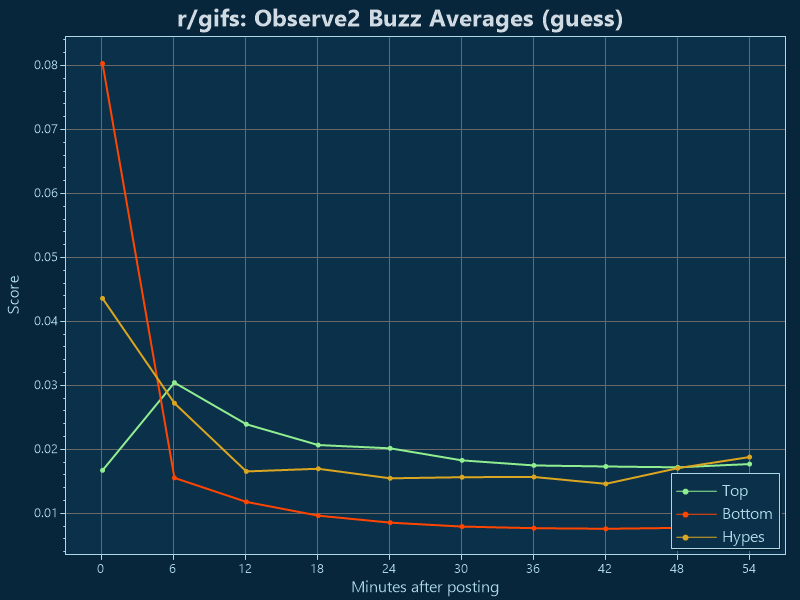 r/gifs: Observe2 Buzz Averages (guess)
Score
0.08
0.07
0.06
0.05
0.04
0.03
0.02
0.01
Top
Bottom
Hypes
0 6 12 18 24 30 36 42 48 54
Minutes after posting